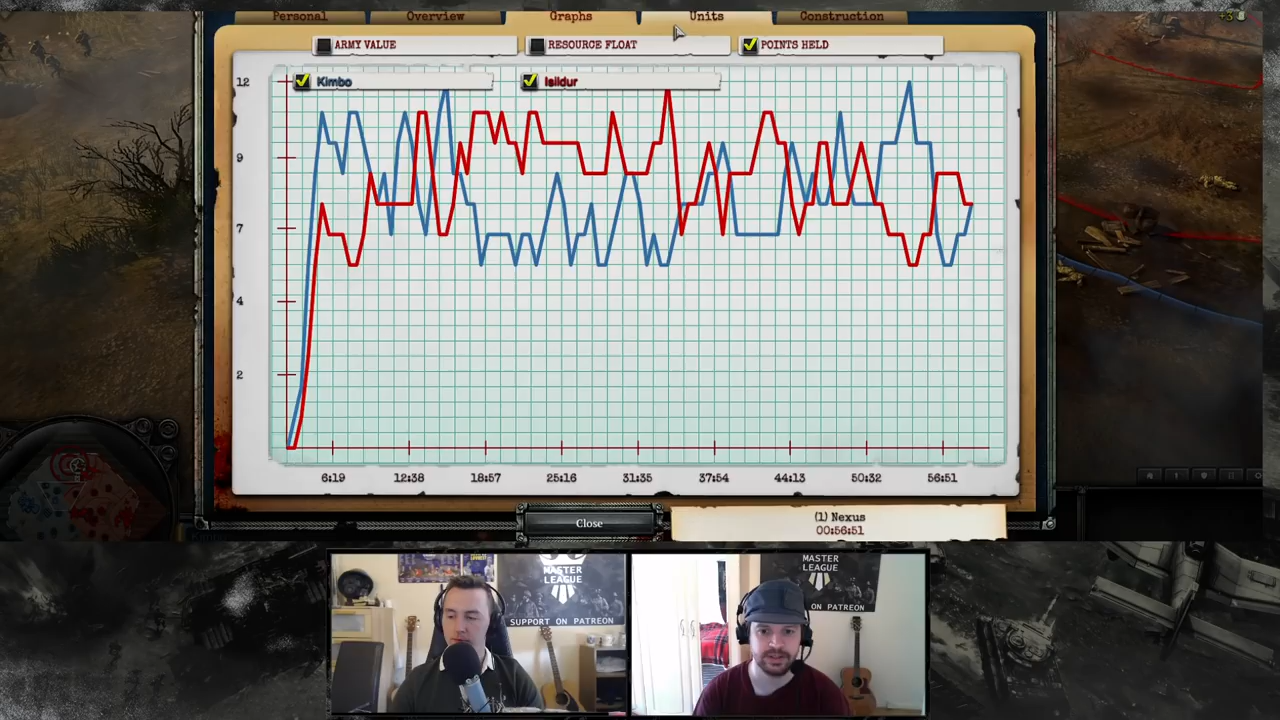 Personal Overview Graphs Units Construction
+3
ARMY VALUE RESOURCE FLOAT POINTS HELD
Kimbo Isildur
12
9
7
4
2
6:19 12:38 18:57 25:16 31:35 37:54 44:13 50:32 56:51
Close
(1) Nexus
00:56:51
MASTER
LEAGUE
SUPPORT ON PATREON
MASTER
LEAGUE
ON PATREON